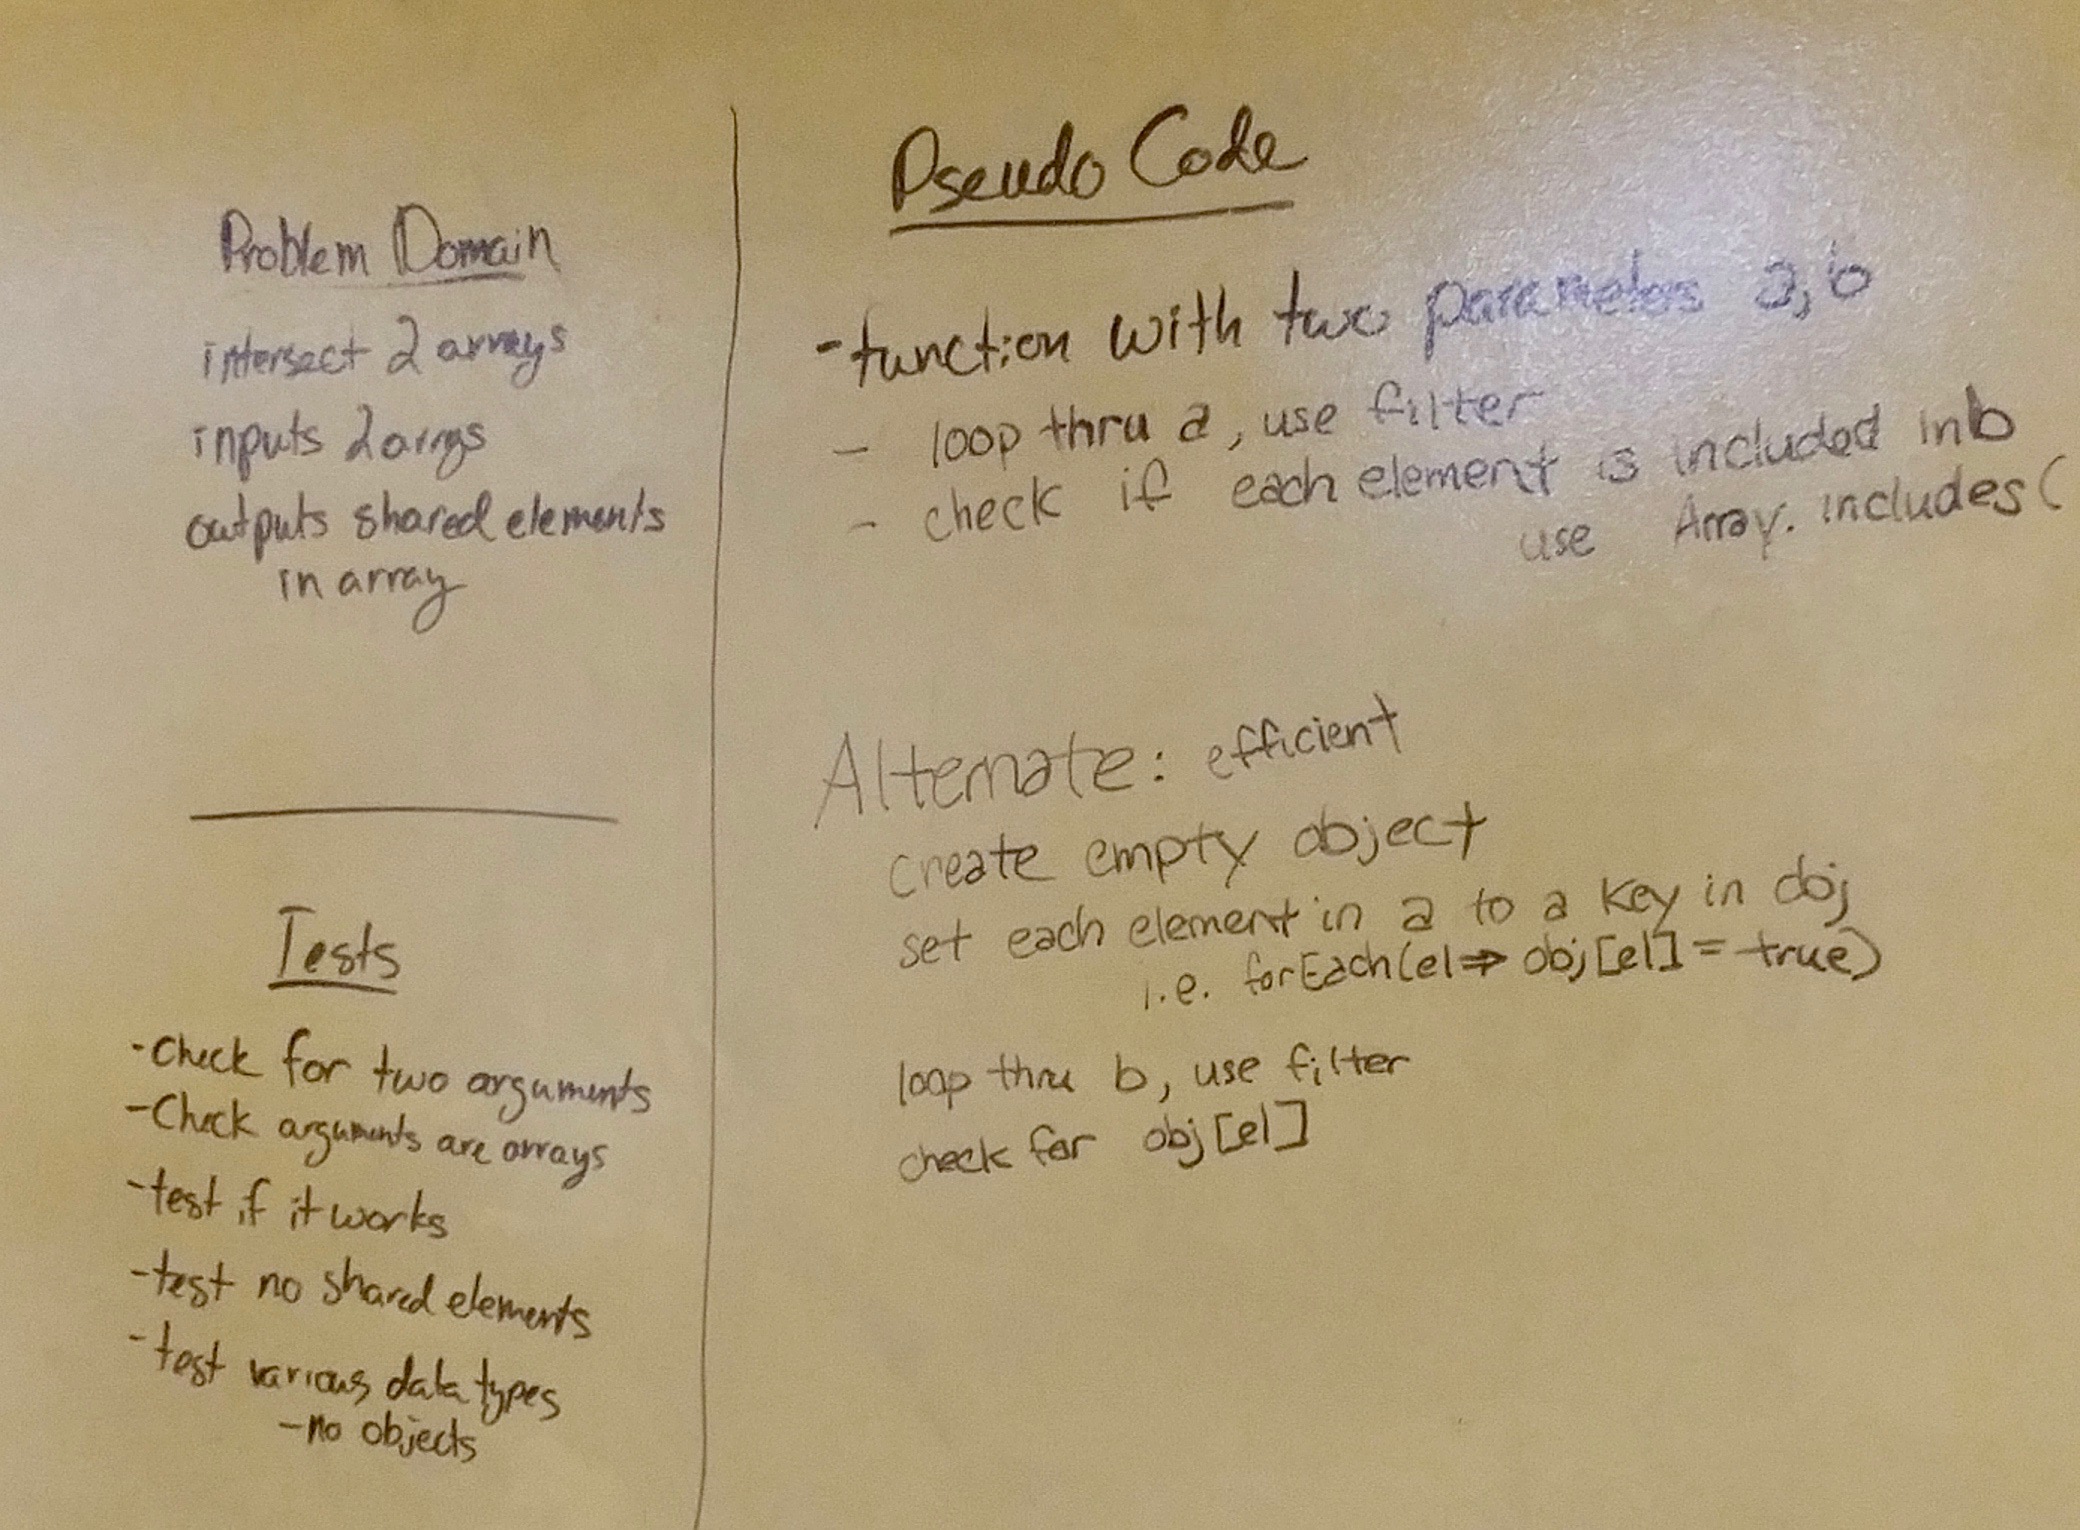 Problem Domain
intersect 2 arrays
inputs 2 arrys
outputs shared elements
in array
Tests
-Check for two arguments
-Check arguments are arrays
-test if it works
-test no shared elements
-test various data types
-no objects
Pseudo Code
-function with two parameters a, b
- loop thru a, use filter
- check if each element is included in b
use Array.includes(
Alternate: efficient
create empty object
set each element in a to a key in obj
i.e. forEach(el => obj[el] = true)
loop thru b, use filter
check for obj[el]